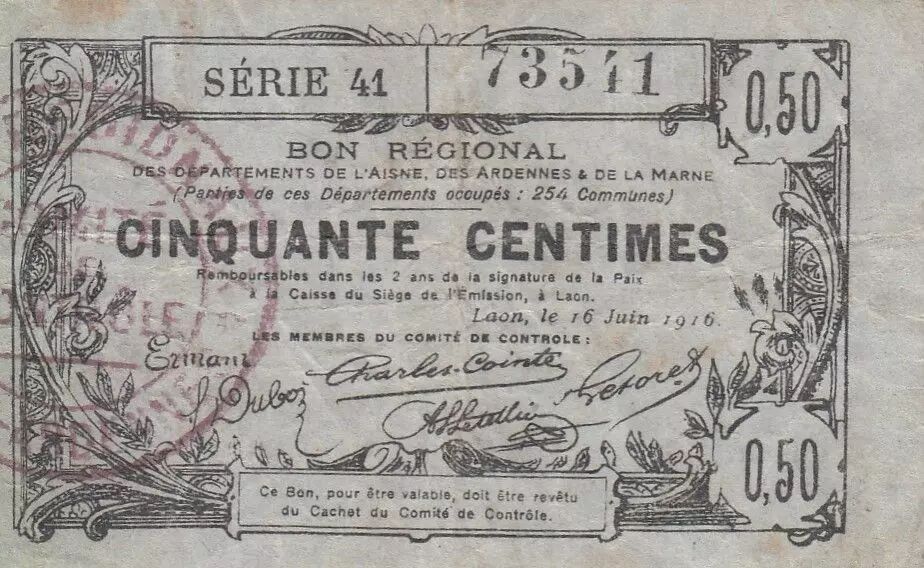 SÉRIE 41
73541
0,50
BON RÉGIONAL
DES DÉPARTEMENTS DE L'AISNE, DES ARDENNES & DE LA MARNE
(Parties de ces Départements occupés : 254 Communes)
CINQUANTE CENTIMES
Remboursables dans les 2 ans de la signature de la Paix
à la Caisse du Siège de l'Émission, à Laon.
Laon, le 16 Juin 1916.
LES MEMBRES DU COMITÉ DE CONTROLE :
Ermant
Charles-Cointe
Dubois
0,50
Ce Bon, pour être valable, doit être revêtu
du Cachet du Comité de Contrôle.